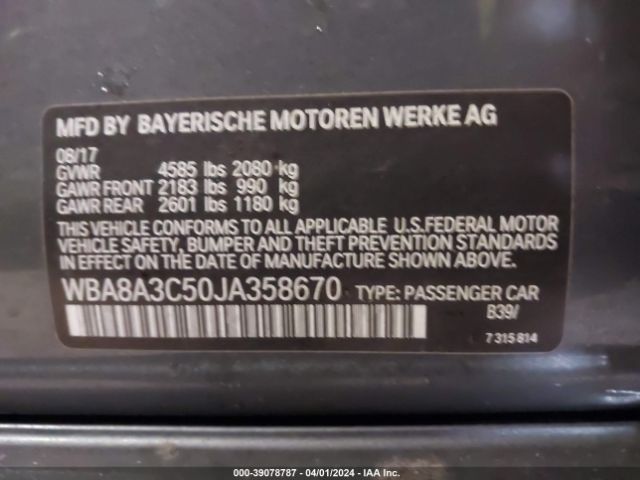 MFD BY BAYERISCHE MOTOREN WERKE AG
08/17
GVWR 4585 lbs 2080 kg
GAWR FRONT 2183 lbs 990 kg
GAWR REAR 2601 lbs 1180 kg
THIS VEHICLE CONFORMS TO ALL APPLICABLE U.S.FEDERAL MOTOR
VEHICLE SAFETY, BUMPER AND THEFT PREVENTION STANDARDS
IN EFFECT ON THE DATE OF MANUFACTURE SHOWN ABOVE.
WBA8A3C50JA358670 TYPE: PASSENGER CAR
B39/
7 315 814
000-39078787 - 04/01/2024 - IAA Inc.